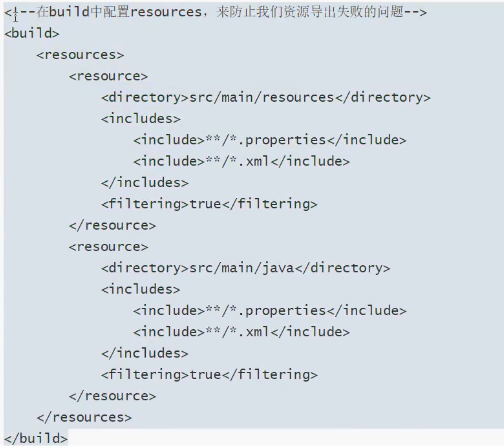 <!--在build中配置resources，来防止我们资源导出失败的问题-->
<build>
    <resources>
        <resource>
            <directory>src/main/resources</directory>
            <includes>
                <include>**/*.properties</include>
                <include>**/*.xml</include>
            </includes>
            <filtering>true</filtering>
        </resource>
        <resource>
            <directory>src/main/java</directory>
            <includes>
                <include>**/*.properties</include>
                <include>**/*.xml</include>
            </includes>
            <filtering>true</filtering>
        </resource>
    </resources>
</build>